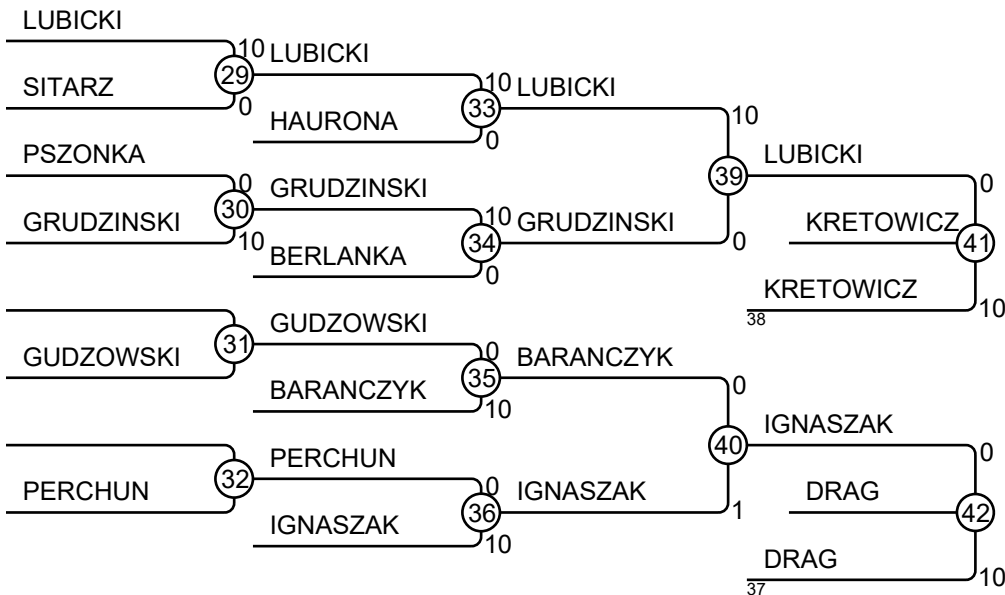 LUBICKI
10 LUBICKI
29
SITARZ
0
10 LUBICKI
33
HAURONA
0
10
PSZONKA
0
LUBICKI
39
0
30
GRUDZINSKI
GRUDZINSKI
10
10 GRUDZINSKI
34
BERLANKA
0
0
KRETOWICZ
41
KRETOWICZ
38
10
31
GUDZOWSKI
GUDZOWSKI
0
BARANCZYK
35
BARANCZYK
10
0
IGNASZAK
40
0
32
PERCHUN
PERCHUN
0
IGNASZAK
36
IGNASZAK
10
1
DRAG
42
DRAG
37
10